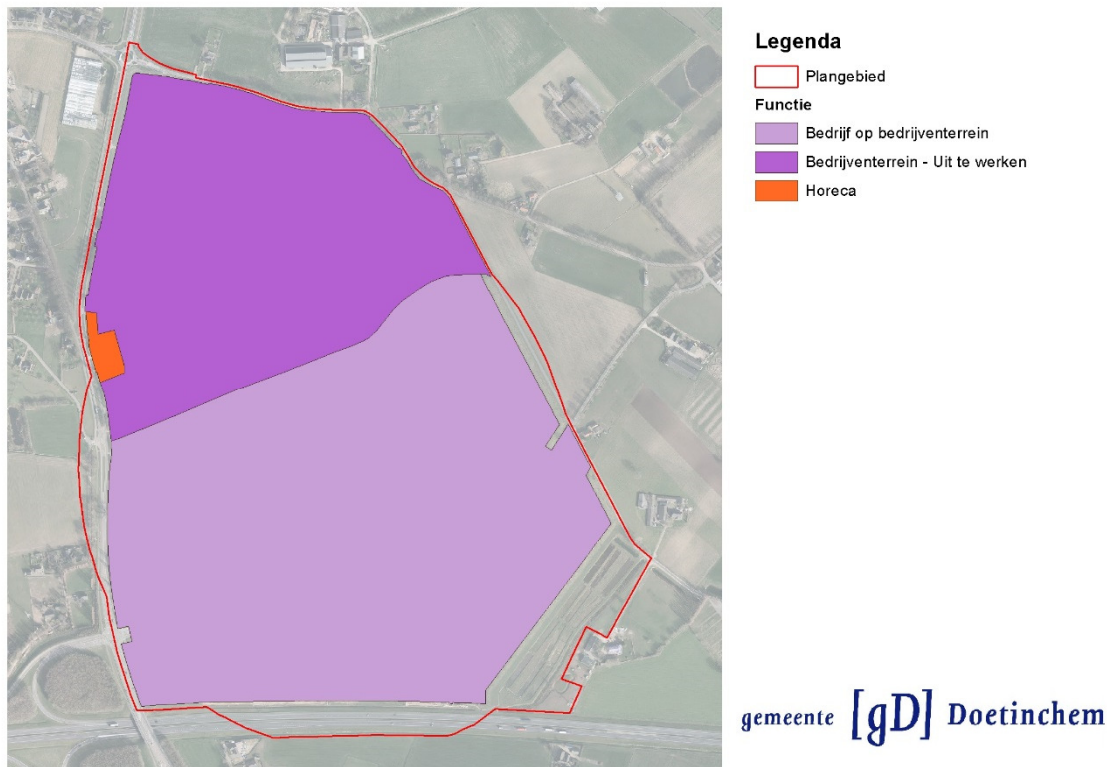 Legenda
Plangebied
Functie
Bedrijf op bedrijventerrein
Bedrijventerrein - Uit te werken
Horeca
gemeente [gD] Doetinchem